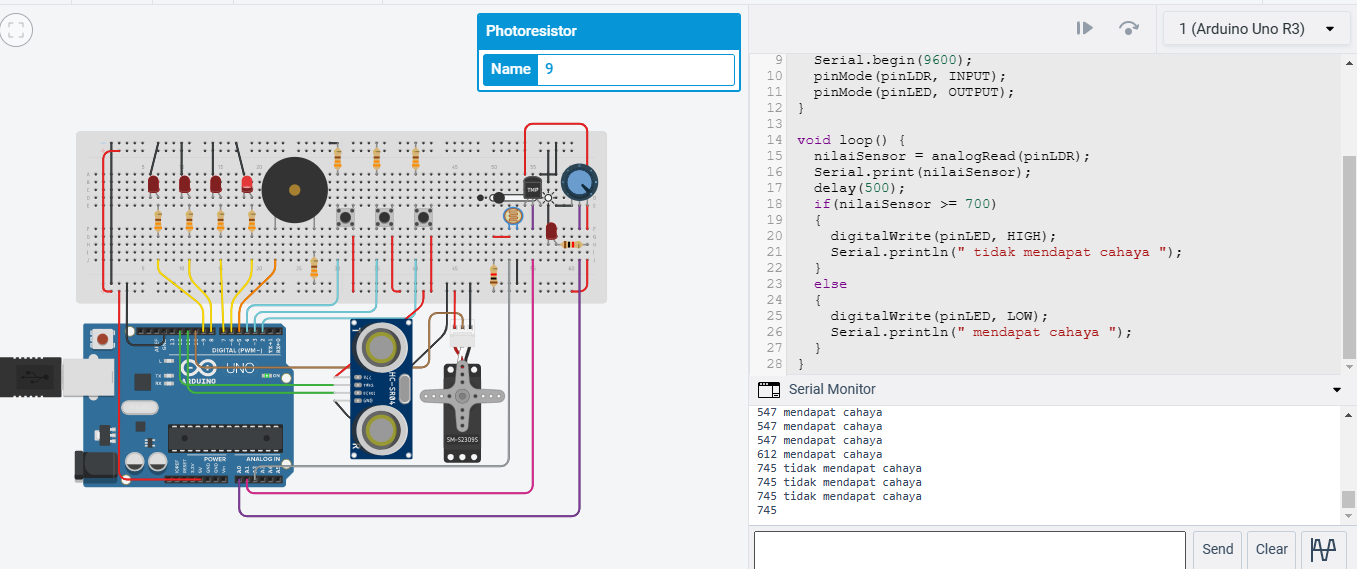 Photoresistor
Name 9
1 (Arduino Uno R3)
9 Serial.begin(9600);
10 pinMode(pinLDR, INPUT);
11 pinMode(pinLED, OUTPUT);
12 }
13
14 void loop() {
15 nilaiSensor = analogRead(pinLDR);
16 Serial.print(nilaiSensor);
17 delay(500);
18 if(nilaiSensor >= 700)
19 {
20 digitalWrite(pinLED, HIGH);
21 Serial.println(" tidak mendapat cahaya ");
22 }
23 else
24 {
25 digitalWrite(pinLED, LOW);
26 Serial.println(" mendapat cahaya ");
27 }
28 }
Serial Monitor
547 mendapat cahaya
547 mendapat cahaya
547 mendapat cahaya
612 mendapat cahaya
745 tidak mendapat cahaya
745 tidak mendapat cahaya
745 tidak mendapat cahaya
745
Send
Clear
TMP
DIGITAL (PWM~)
UNO
ARDUINO
ON
TX
RX
L
HC-SR04
SM-S2309S
POWER
ANALOG IN